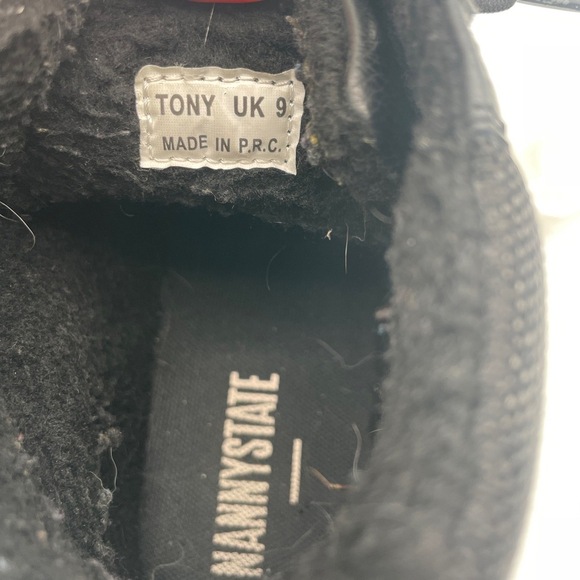 TONY UK 9
MADE IN P.R.C.
NANNYSTATE